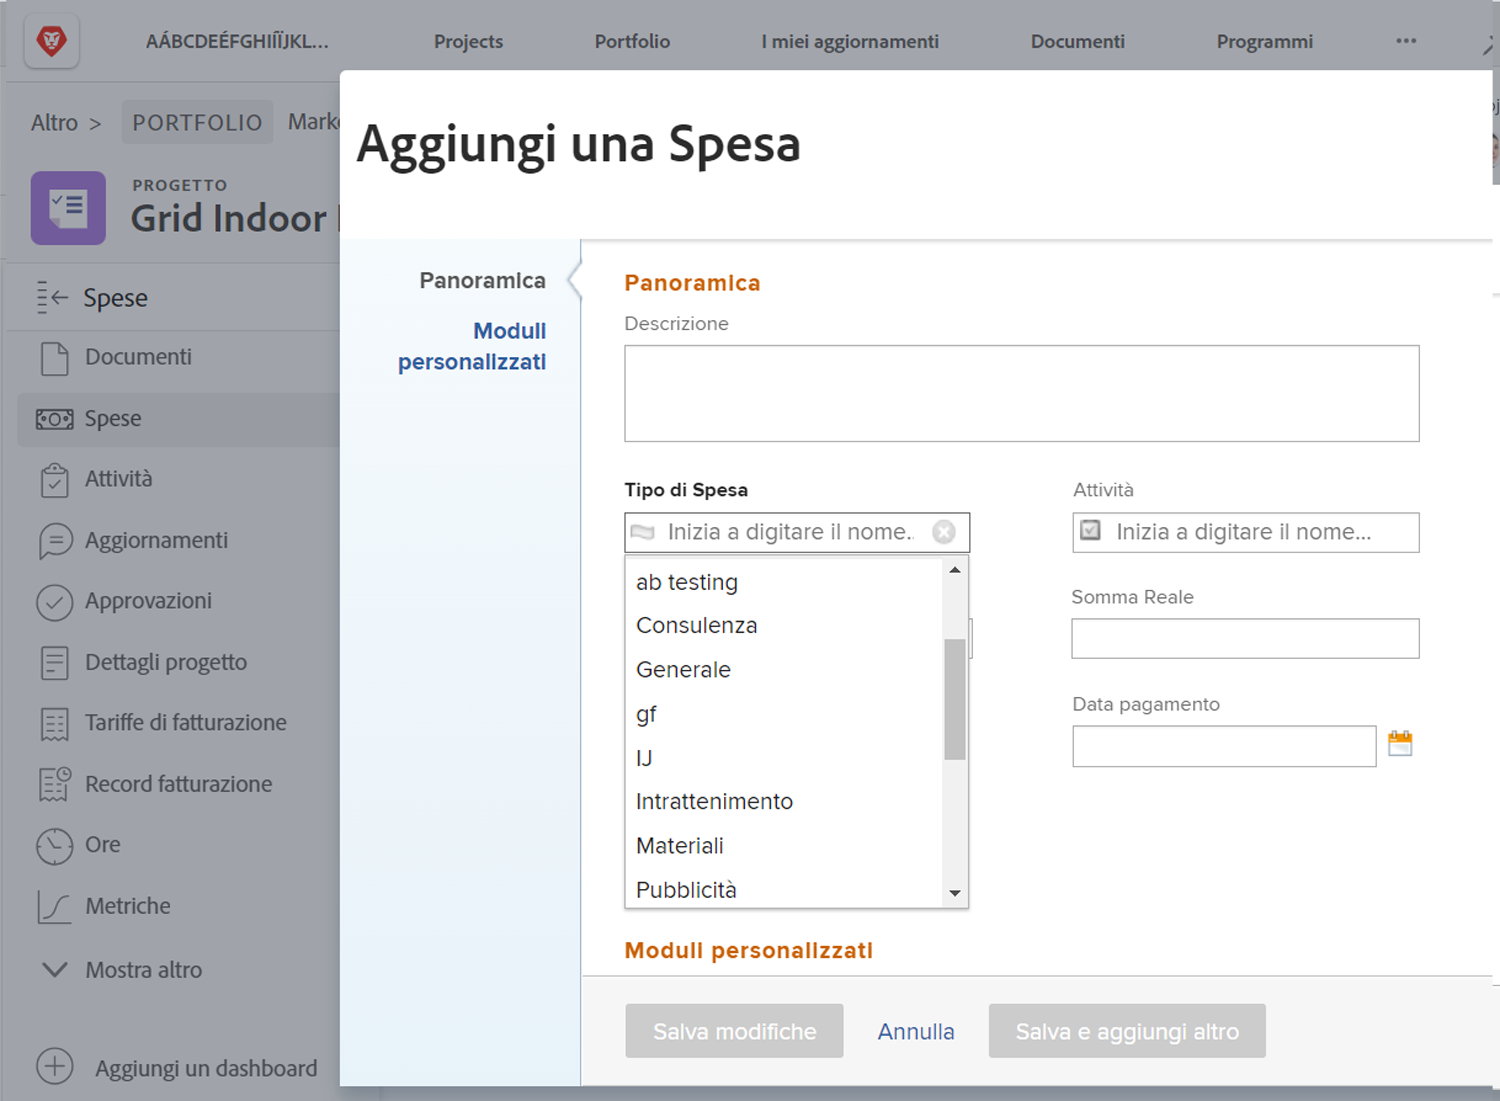 AÁBCDEÉFGHIÍÏJKL...
Projects
Portfolio
I miei aggiornamenti
Documenti
Programmi
Altro >
PORTFOLIO
PROGETTO
Grid Indoor
Spese
Documenti
Spese
Attività
Aggiornamenti
Approvazioni
Dettagli progetto
Tariffe di fatturazione
Record fatturazione
Ore
Metriche
Mostra altro
Aggiungi un dashboard
Aggiungi una Spesa
Panoramica
Moduli
personalizzati
Panoramica
Descrizione
Tipo di Spesa
Inizia a digitare il nome..
ab testing
Consulenza
Generale
gf
IJ
Intrattenimento
Materiali
Pubblicità
Attività
Inizia a digitare il nome...
Somma Reale
Data pagamento
Moduli personalizzati
Salva modifiche
Annulla
Salva e aggiungi altro